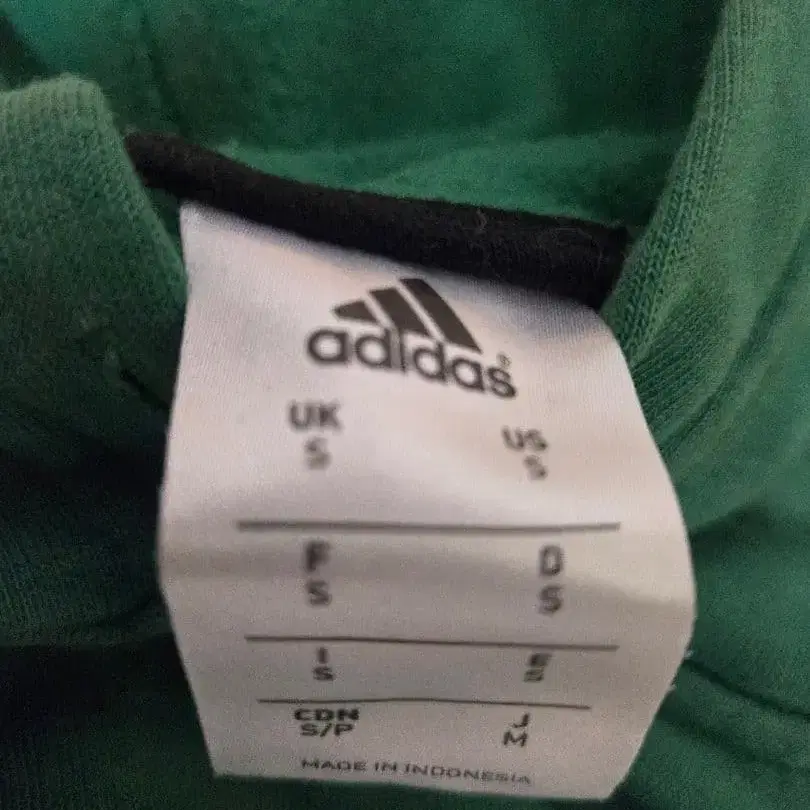 adidas®
UK US
S S
F D
S S
I E
S S
CDN J
S/P M
MADE IN INDONESIA